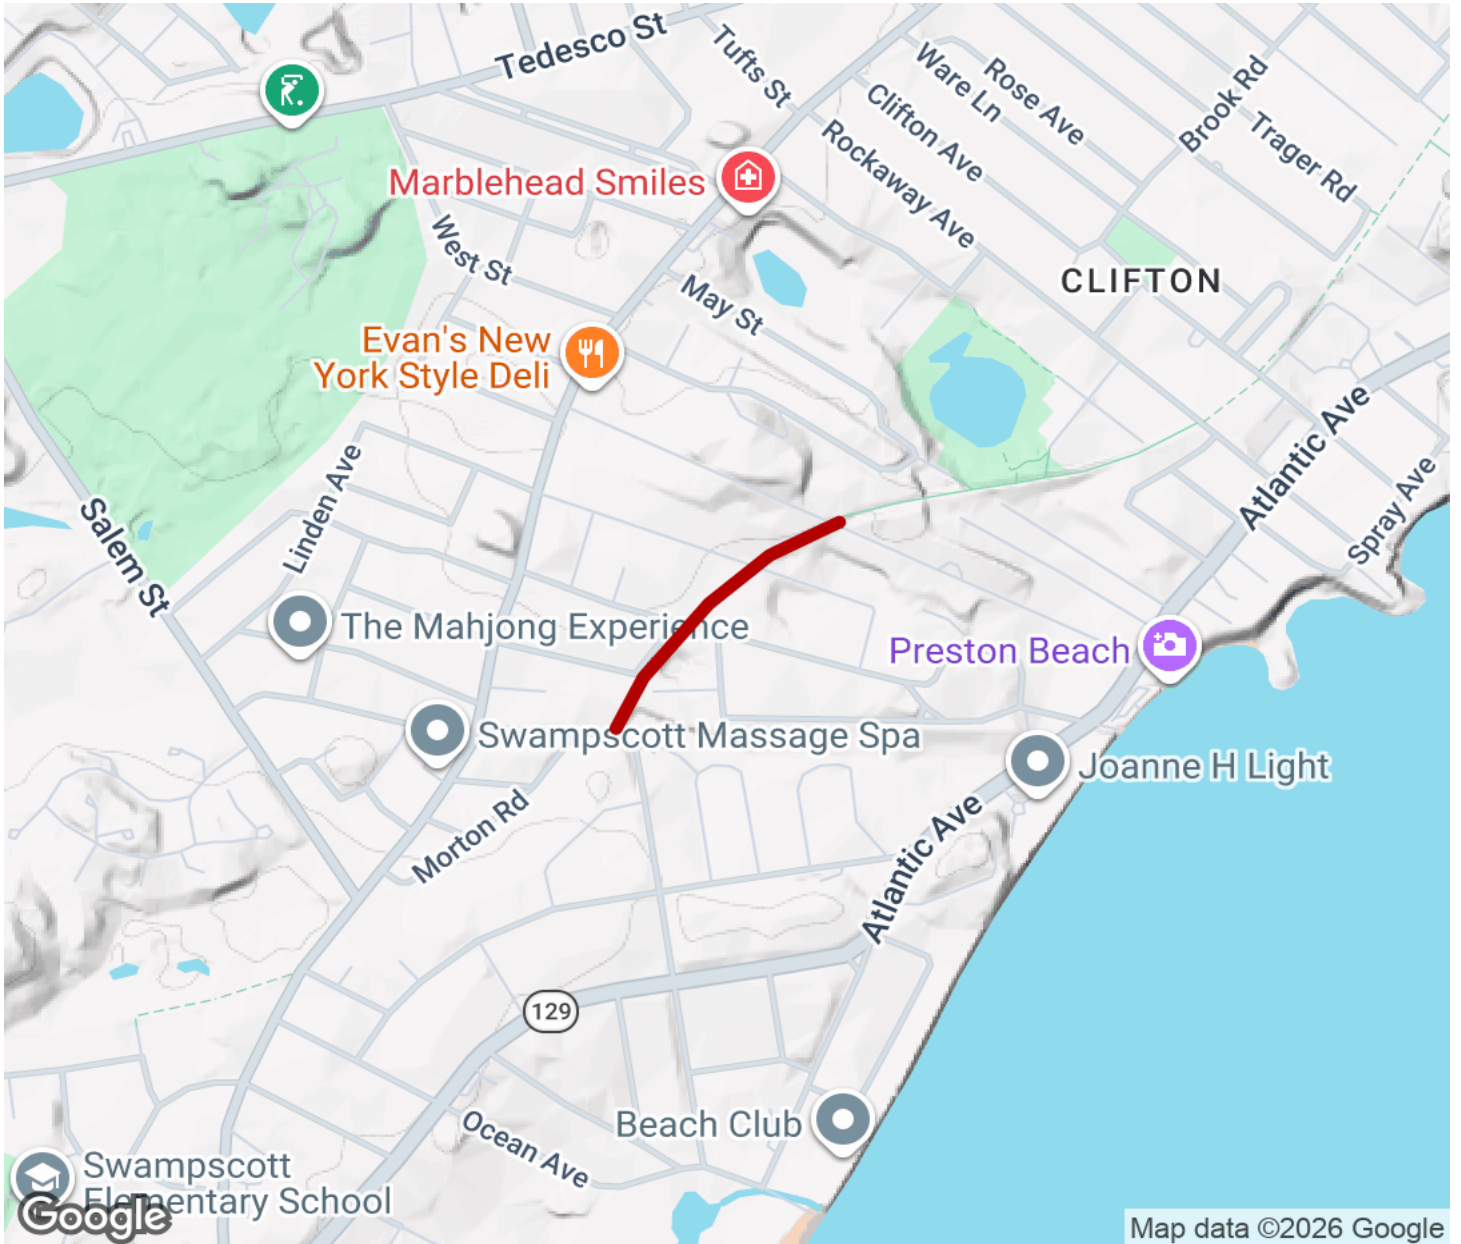 Tedesco St
Tufts St
Ware Ln
Rose Ave
Brook Rd
Clifton Ave
Trager Rd
Rockaway Ave
Marblehead Smiles
West St
CLIFTON
May St
Evan's New
York Style Deli
Atlantic Ave
Linden Ave
Spray Ave
Salem St
The Mahjong Experience
Preston Beach
Swampscott Massage Spa
Joanne H Light
Morton Rd
Atlantic Ave
129
Ocean Ave
Beach Club
Swampscott
Elementary School
Google
Map data ©2026 Google